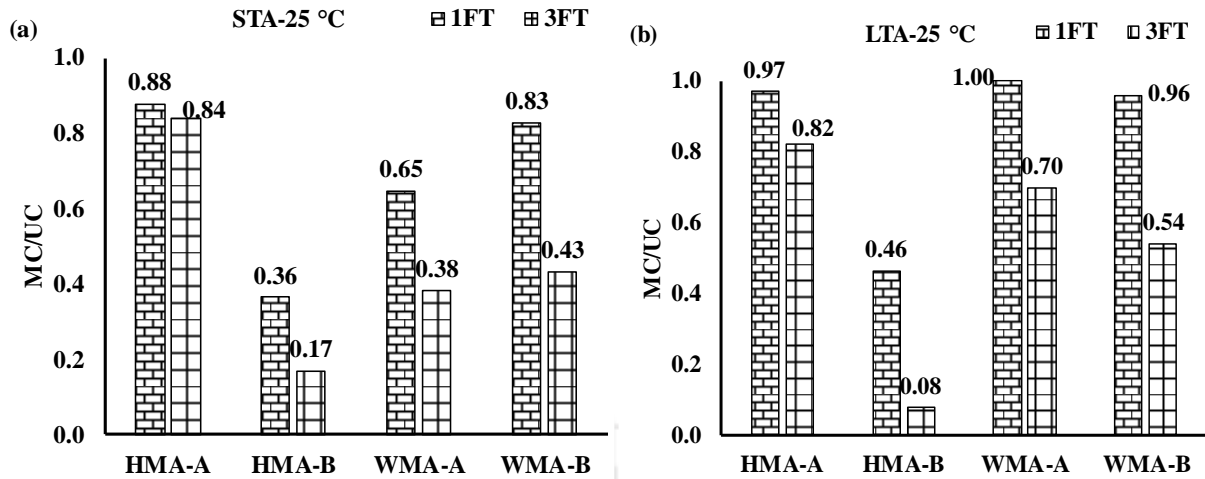 (a)
STA-25 °C
1FT
3FT
MC/UC
1.0
0.8
0.6
0.4
0.2
0.0
0.88
0.84
0.36
0.17
0.65
0.38
0.83
0.43
HMA-A HMA-B WMA-A WMA-B
(b)
LTA-25 °C
1FT
3FT
MC/UC
1.0
0.8
0.6
0.4
0.2
0.0
0.97
0.82
0.46
0.08
1.00
0.70
0.96
0.54
HMA-A HMA-B WMA-A WMA-B